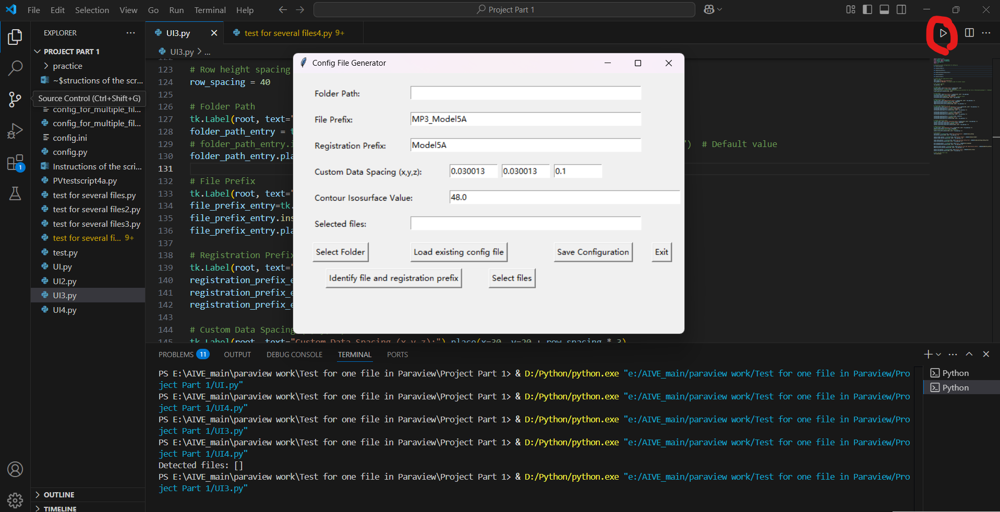 File Edit Selection View Go Run Terminal Help
Project Part 1
EXPLORER
PROJECT PART 1
practice
~$structions of the scr...
Source Control (Ctrl+Shift+G)
config_for_multiple_fil...
config_for_multiple_fil...
config.ini
config.py
Instructions of the scri...
PVtestscript4a.py
test for several files.py
test for several files2.py
test for several files3.py
test for several fi... 9+
test.py
UI.py
UI2.py
UI3.py
UI4.py
OUTLINE
TIMELINE
1
UI3.py
test for several files4.py 9+
UI3.py > ...
123 # Row height spacing
124 row_spacing = 40
125
126 # Folder Path
127 tk.Label(root, text="
128 folder_path_entry = t
129 # folder_path_entry.i ") # Default value
130 folder_path_entry.pla
131
132 # File Prefix
133 tk.Label(root, text="
134 file_prefix_entry=tk.
135 file_prefix_entry.ins
136 file_prefix_entry.pla
137
138 # Registration Prefix
139 tk.Label(root, text="
140 registration_prefix_e
141 registration_prefix_e
142 registration_prefix_e
143
144 # Custom Data Spacing
145 tk.Label(root, text="Custom Data Spacing (x,y,z):").place(x=30, y=20 + row_spacing * 3)
Config File Generator
Folder Path:
File Prefix: MP3_Model5A
Registration Prefix: Model5A
Custom Data Spacing (x,y,z): 0.030013 0.030013 0.1
Contour Isosurface Value: 48.0
Selected files:
Select Folder Load existing config file Save Configuration Exit
Identify file and registration prefix Select files
PROBLEMS 11 OUTPUT DEBUG CONSOLE TERMINAL PORTS
PS E:\AIVE_main\paraview work\Test for one file in Paraview\Project Part 1> & D:/Python/python.exe "e:/AIVE_main/paraview work/Test for one file in Paraview/Pro
ject Part 1/UI.py"
PS E:\AIVE_main\paraview work\Test for one file in Paraview\Project Part 1> & D:/Python/python.exe "e:/AIVE_main/paraview work/Test for one file in Paraview/Pro
ject Part 1/UI4.py"
PS E:\AIVE_main\paraview work\Test for one file in Paraview\Project Part 1> & D:/Python/python.exe "e:/AIVE_main/paraview work/Test for one file in Paraview/Pro
ject Part 1/UI3.py"
PS E:\AIVE_main\paraview work\Test for one file in Paraview\Project Part 1> & D:/Python/python.exe "e:/AIVE_main/paraview work/Test for one file in Paraview/Pro
ject Part 1/UI4.py"
Detected files: []
PS E:\AIVE_main\paraview work\Test for one file in Paraview\Project Part 1> & D:/Python/python.exe "e:/AIVE_main/paraview work/Test for one file in Paraview/Pro
ject Part 1/UI3.py"
Python
Python